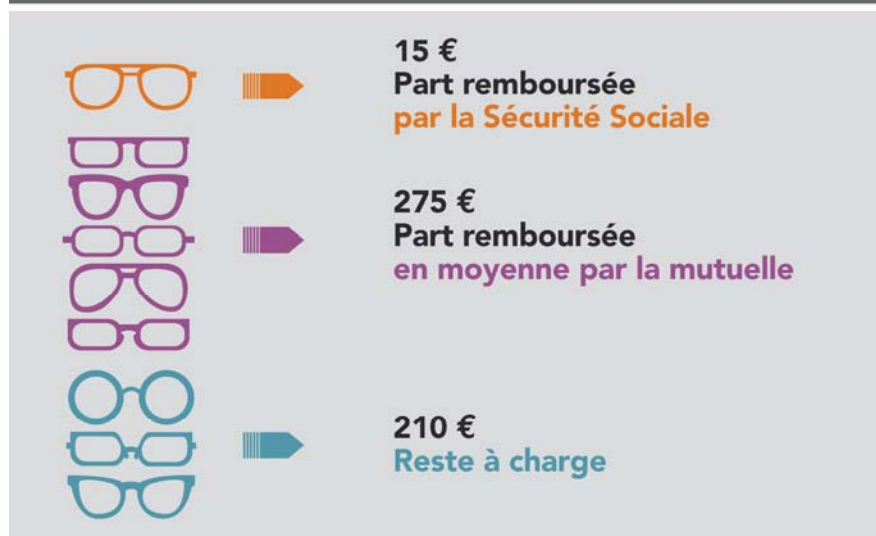 15 €
Part remboursée
par la Sécurité Sociale
275 €
Part remboursée
en moyenne par la mutuelle
210 €
Reste à charge